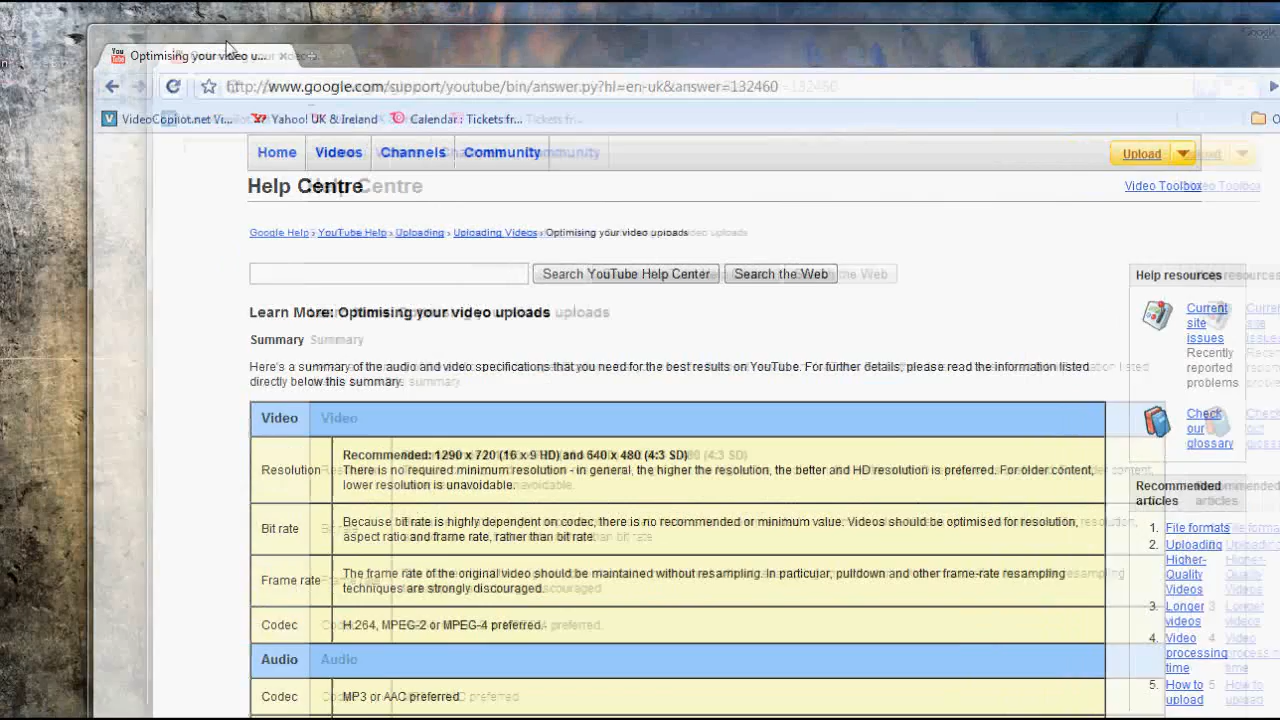 Google
You Tube
Optimising your video u...
http://www.google.com/support/youtube/bin/answer.py?hl=en-uk&answer=132460
VideoCopilot.net Vi...
Yahoo! UK & Ireland
Calendar : Tickets fr...
O
Home
Videos
Channels
Community
Upload
Help Centre
Video Toolbox
Google Help › YouTube Help › Uploading › Uploading Videos › Optimising your video uploads
Search YouTube Help Center
Search the Web
Help resources
Learn More: Optimising your video uploads
Current
site
issues
Recently
reported
problems
Summary
Here's a summary of the audio and video specifications that you need for the best results on YouTube. For further details, please read the information listed
directly below this summary.
Video
Check
our
glossary
Resolution
Recommended: 1290 x 720 (16 x 9 HD) and 640 x 480 (4:3 SD)
There is no required minimum resolution - in general, the higher the resolution, the better and HD resolution is preferred. For older content,
lower resolution is unavoidable.
Recommended
articles
Bit rate
Because bit rate is highly dependent on codec, there is no recommended or minimum value. Videos should be optimised for resolution,
aspect ratio and frame rate, rather than bit rate.
1. File formats
2. Uploading
Higher-
Quality
Videos
Frame rate
The frame rate of the original video should be maintained without resampling. In particular, pulldown and other frame-rate resampling
techniques are strongly discouraged.
3. Longer
videos
Codec
H.264, MPEG-2 or MPEG-4 preferred.
4. Video
processing
time
Audio
5. How to
upload
Codec
MP3 or AAC preferred